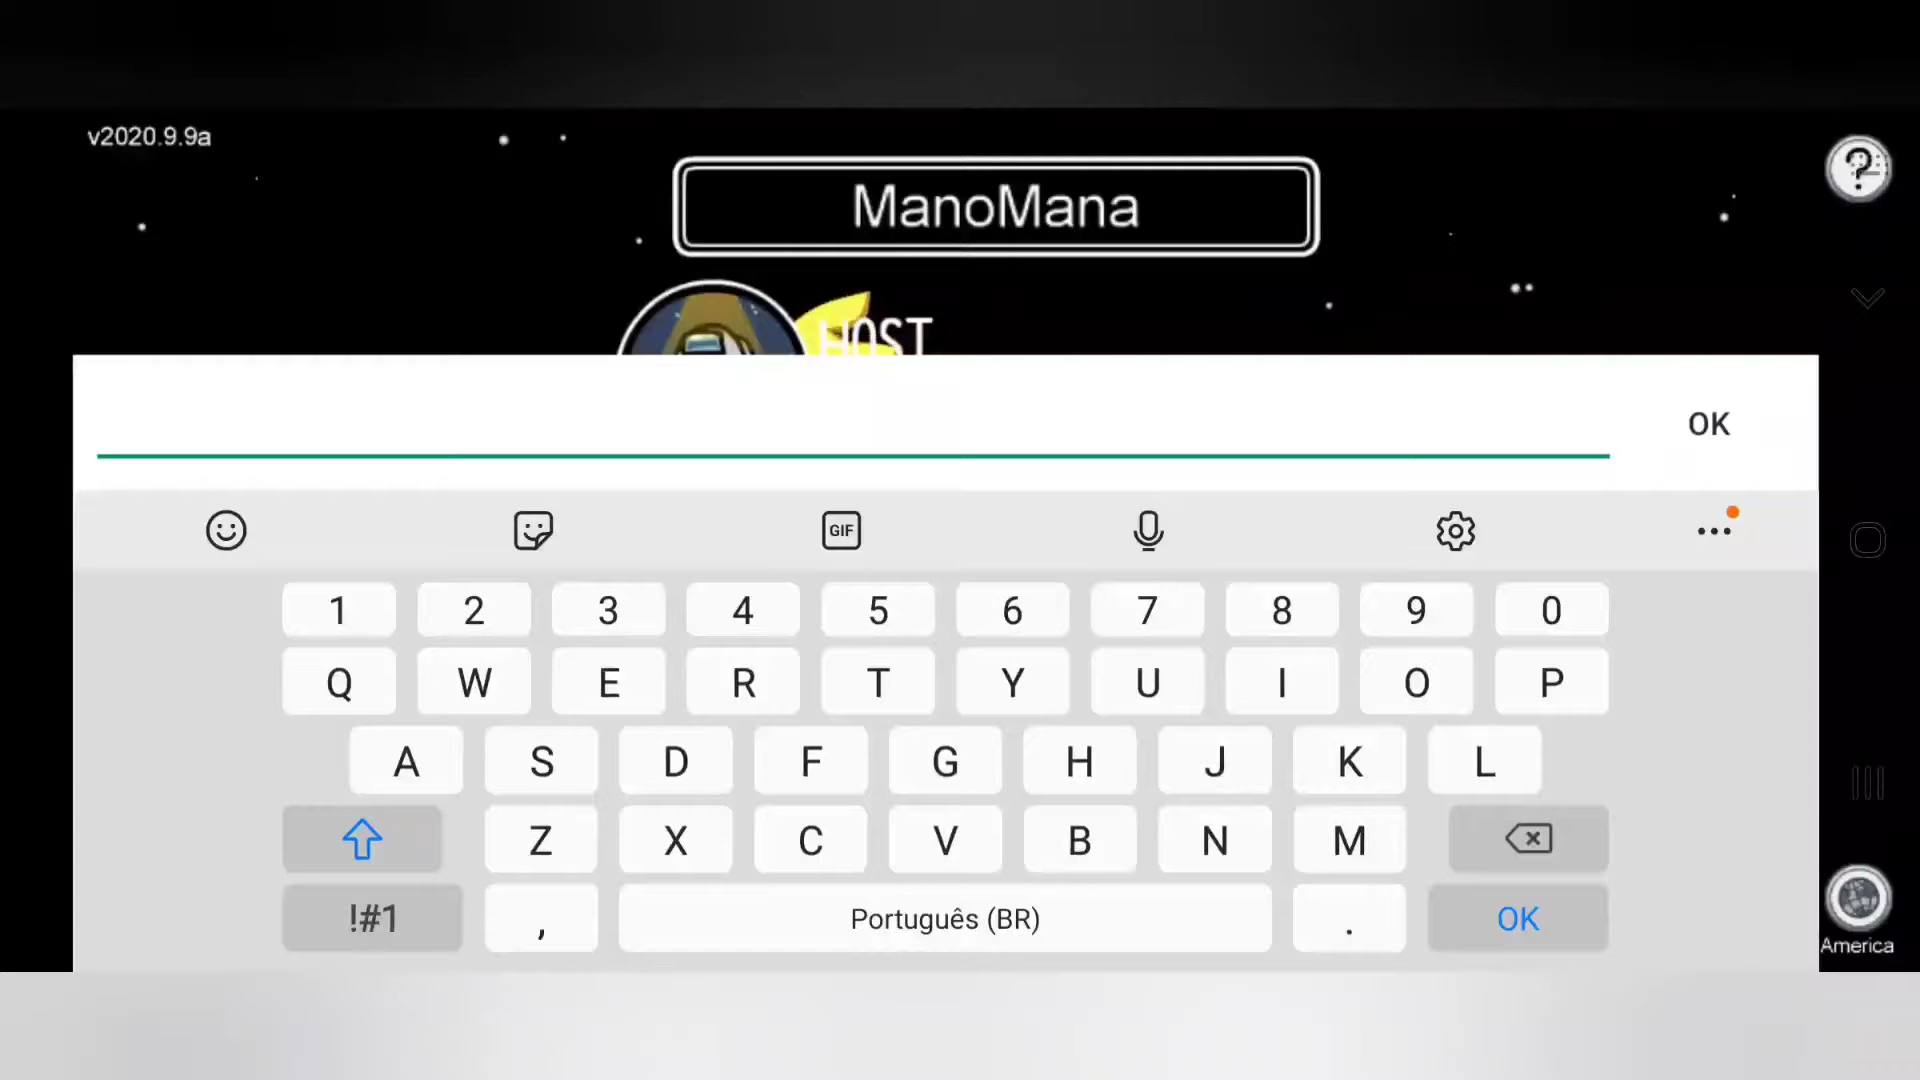 v2020.9.9a
ManoMana
HOST
OK
GIF
1 2 3 4 5 6 7 8 9 0
Q W E R T Y U I O P
A S D F G H J K L
Z X C V B N M
!#1 , Português (BR) . OK
America